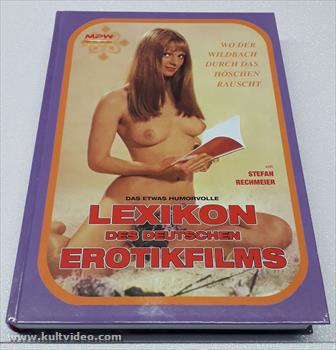 MPW
WO DER
WILDBACH
DURCH DAS
HÖSCHEN
RAUSCHT
VON
STEFAN
RECHMEIER
DAS ETWAS HUMORVOLLE
LEXIKON
DES DEUTSCHEN
EROTIKFILMS
www.kultvideo.com